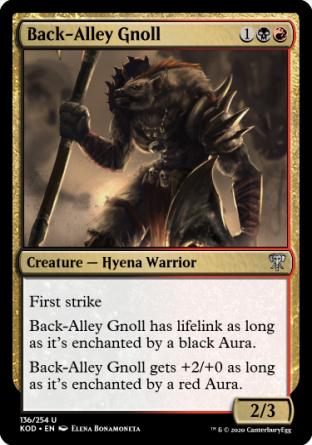 Back-Alley Gnoll 1
Creature — Hyena Warrior
First strike
Back-Alley Gnoll has lifelink as long
as it's enchanted by a black Aura.
Back-Alley Gnoll gets +2/+0 as long
as it's enchanted by a red Aura.
2/3
136/254 U
KOD • EN Elena Bonamoneta
™ & © 2020 CanterburyEgg